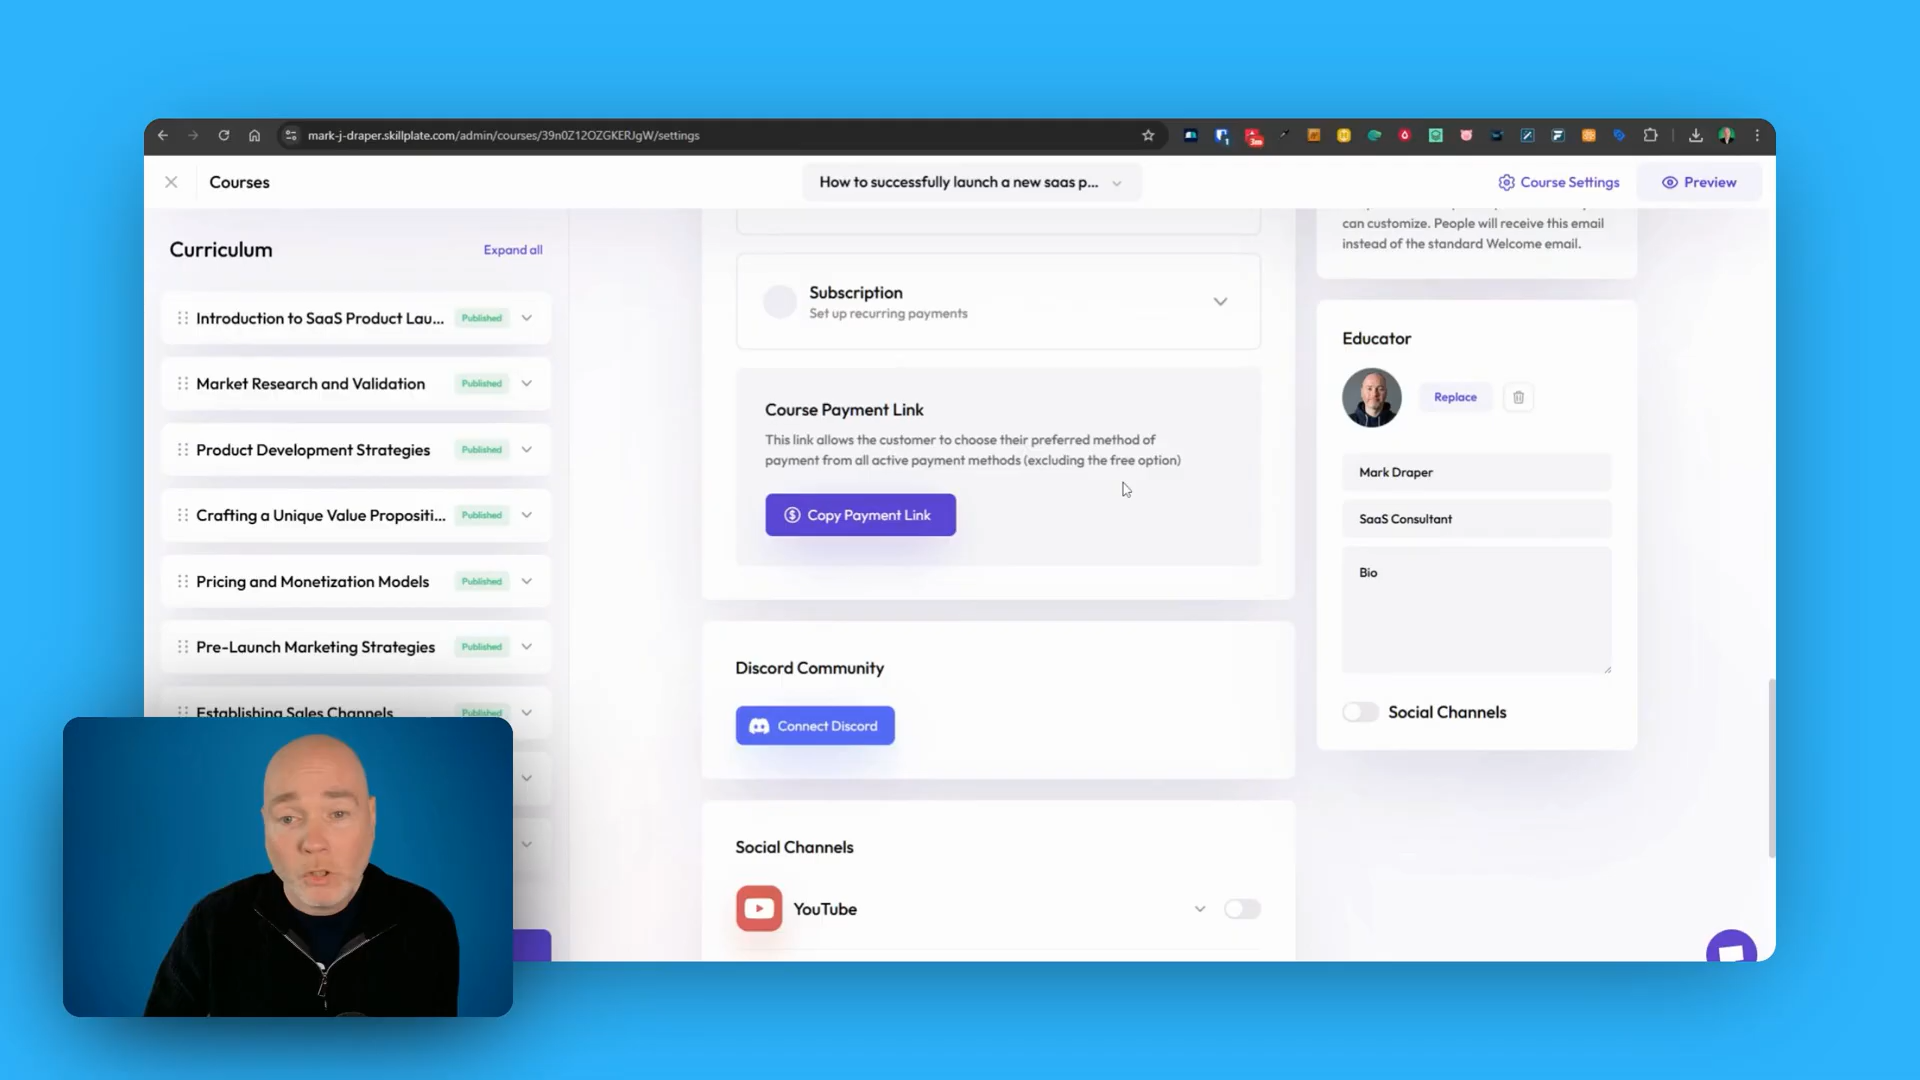 mark-j-draper.skillplate.com/admin/courses/39n0Z12OZGKERJgW/settings
1
3m
Courses
How to successfully launch a new saas p...
Course Settings
Preview
Curriculum
Expand all
Introduction to SaaS Product Lau...
Published
Market Research and Validation
Published
Product Development Strategies
Published
Crafting a Unique Value Propositi...
Published
Pricing and Monetization Models
Published
Pre-Launch Marketing Strategies
Published
Establishing Sales Channels
Published
Subscription
Set up recurring payments
Course Payment Link
This link allows the customer to choose their preferred method of
payment from all active payment methods (excluding the free option)
Copy Payment Link
Discord Community
Connect Discord
Social Channels
YouTube
can customize. People will receive this email
instead of the standard Welcome email.
Educator
Replace
Mark Draper
SaaS Consultant
Bio
Social Channels